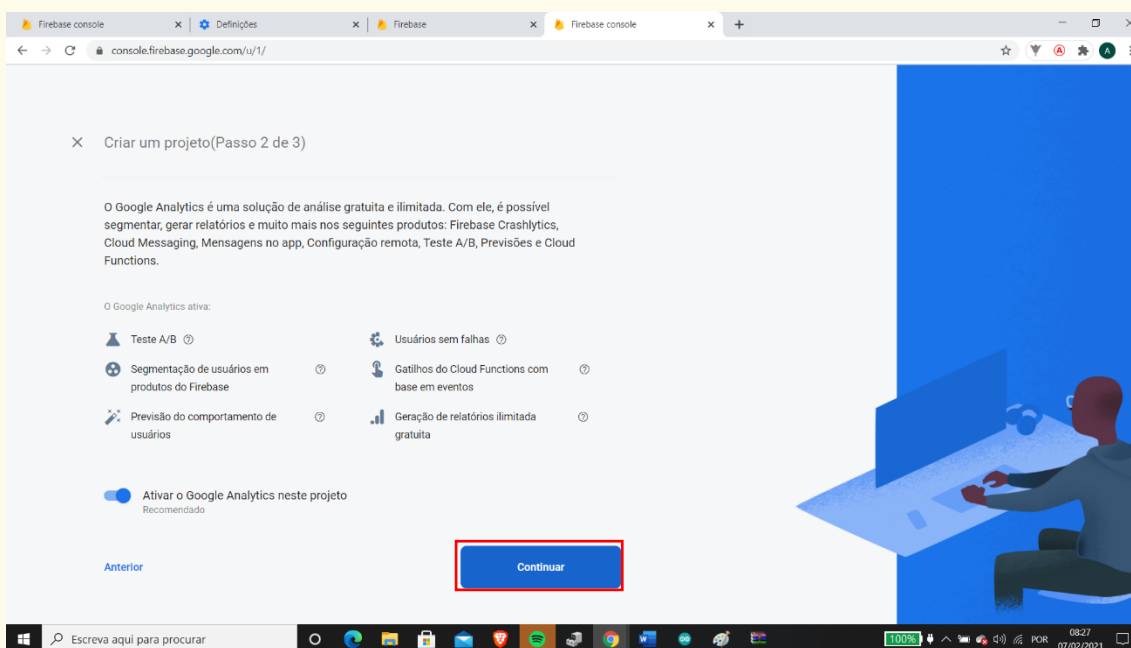 Firebase console
Definições
Firebase
Firebase console
console.firebase.google.com/u/1/
A
A
Criar um projeto(Passo 2 de 3)
O Google Analytics é uma solução de análise gratuita e ilimitada. Com ele, é possível
segmentar, gerar relatórios e muito mais nos seguintes produtos: Firebase Crashlytics,
Cloud Messaging, Mensagens no app, Configuração remota, Teste A/B, Previsões e Cloud
Functions.
O Google Analytics ativa:
Teste A/B
Usuários sem falhas
Segmentação de usuários em
produtos do Firebase
Gatilhos do Cloud Functions com
base em eventos
Previsão do comportamento de
usuários
Geração de relatórios ilimitada
gratuita
Ativar o Google Analytics neste projeto
Recomendado
Anterior
Continuar
Escreva aqui para procurar
100%
POR
08:27
07/02/2021